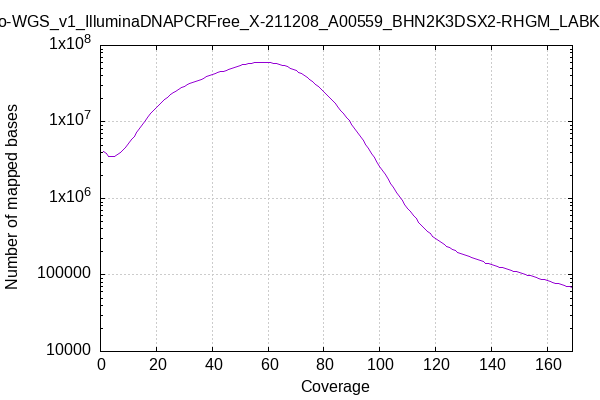 o-WGS_v1_IlluminaDNAPCRFree_X-211208_A00559_BHN2K3DSX2-RHGM_LABK
1x10^8
1x10^7
1x10^6
100000
10000
Number of mapped bases
0 20 40 60 80 100 120 140 160
Coverage